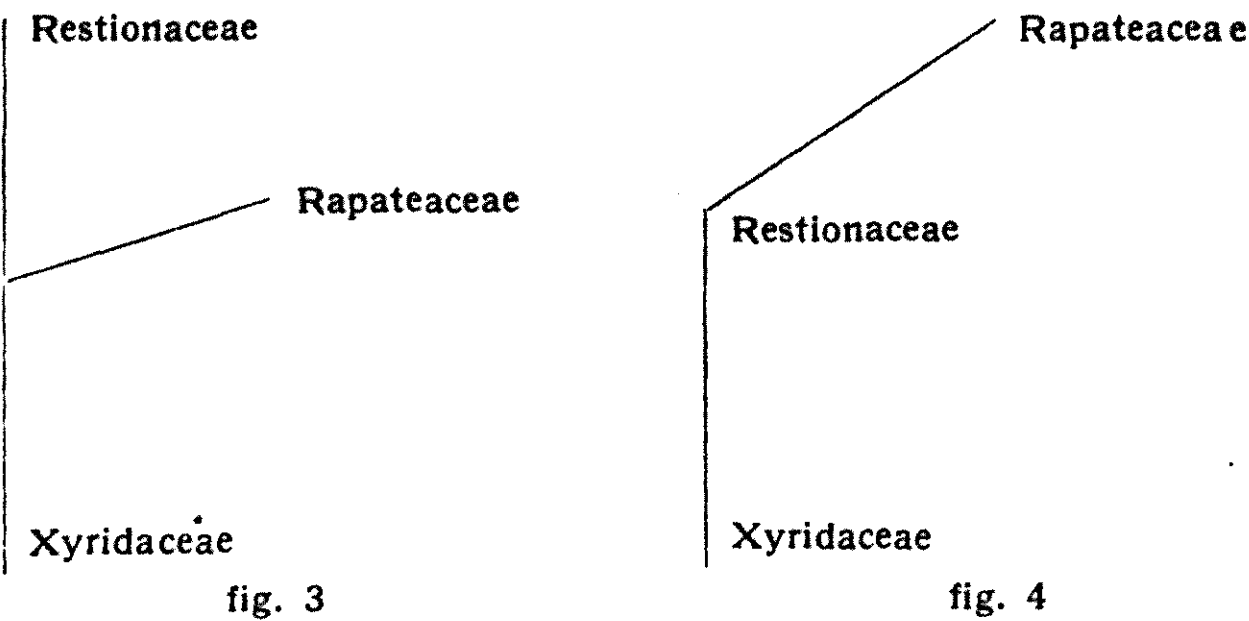 Restionaceae
Rapateaceae
Xyridaceae
fig. 3
Rapateaceae
Restionaceae
Xyridaceae
fig. 4